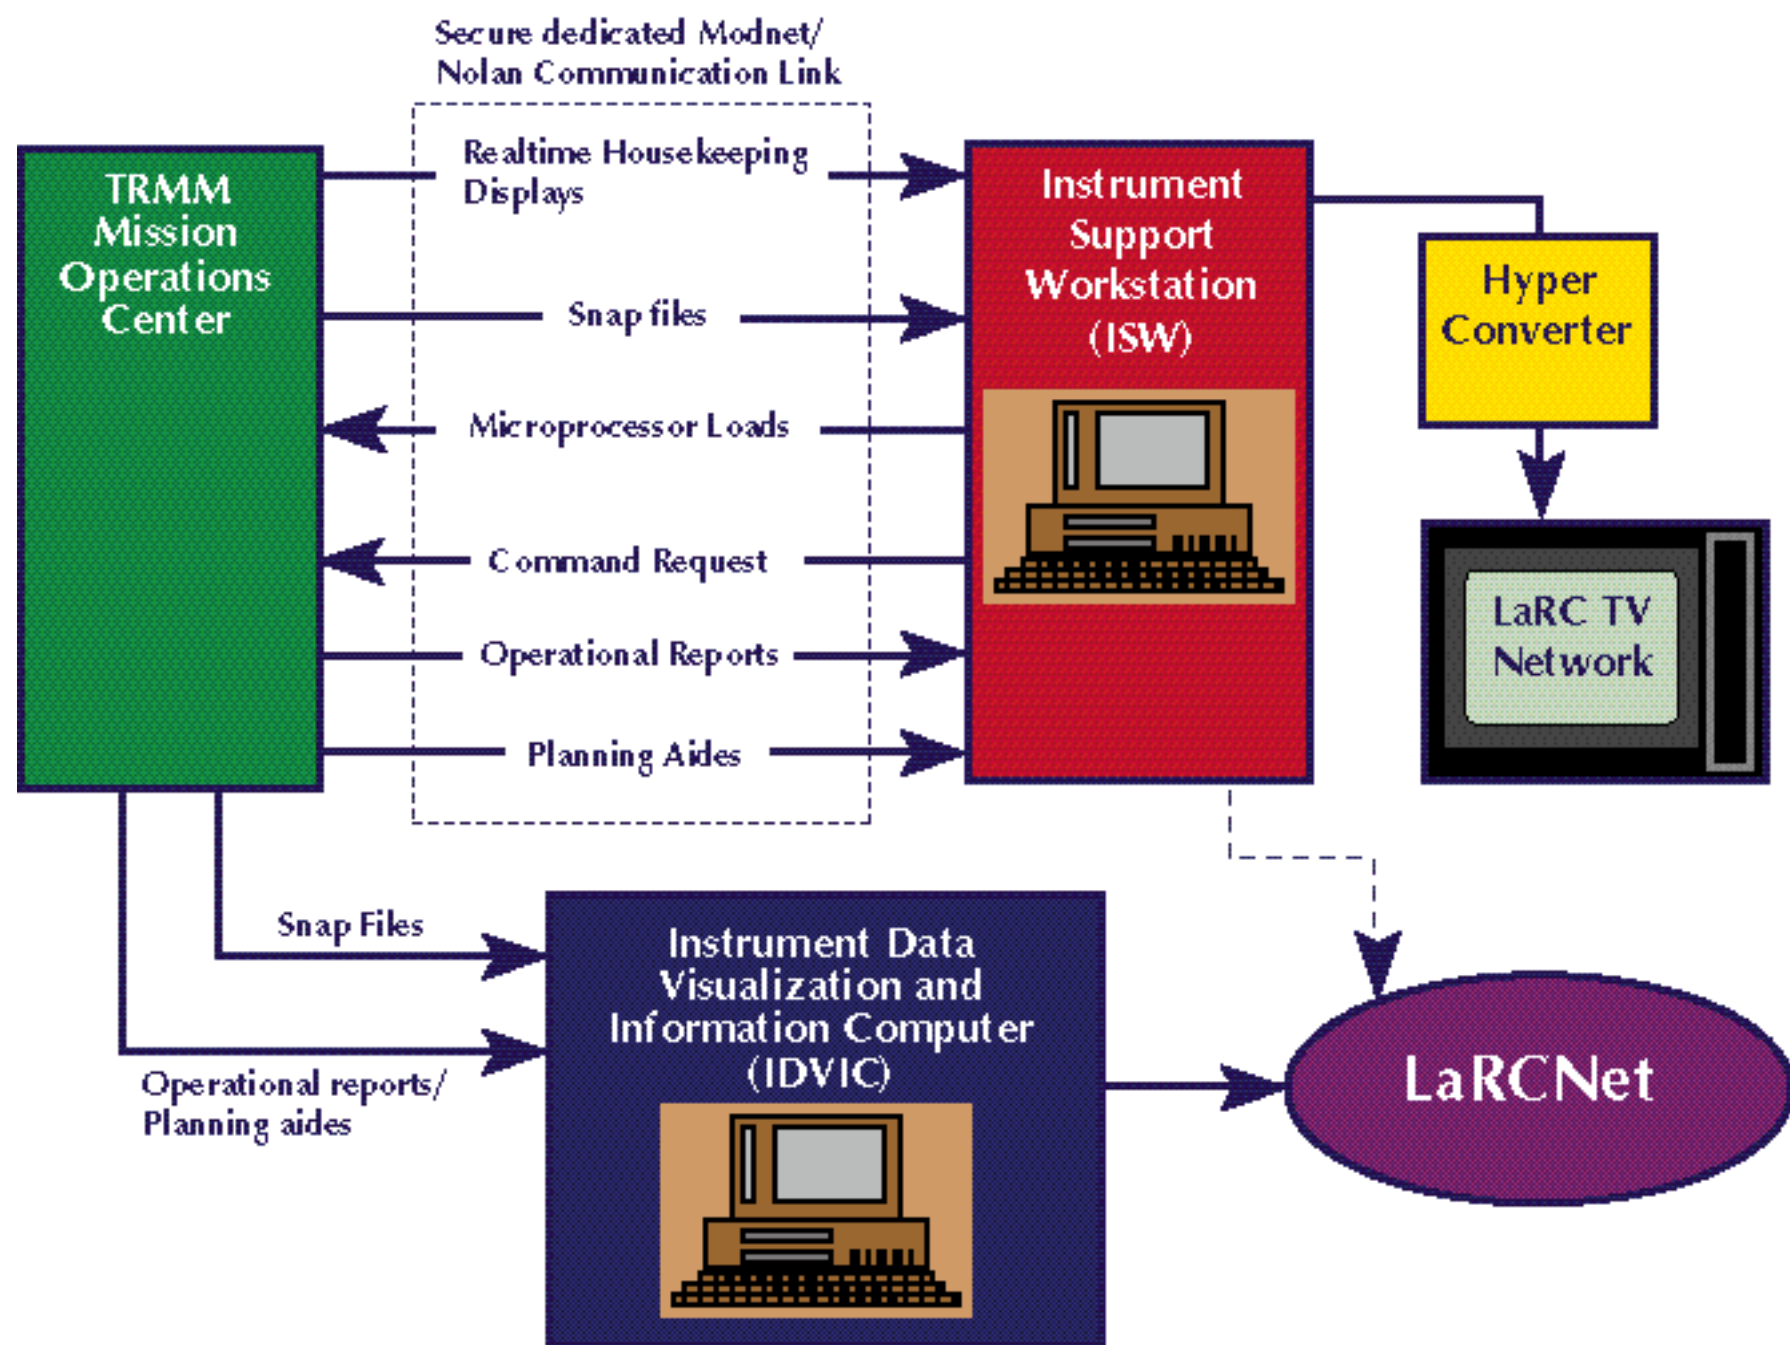 Secure dedicated Modnet/
Nolan Communication Link
TRMM
Mission
Operations
Center
Realtime Housekeeping
Displays
Snap files
Microprocessor Loads
Command Request
Operational Reports
Planning Aides
Instrument
Support
Workstation
(ISW)
Hyper
Converter
LaRC TV
Network
Snap Files
Operational reports/
Planning aides
Instrument Data
Visualization and
Information Computer
(IDVIC)
LaRCNet